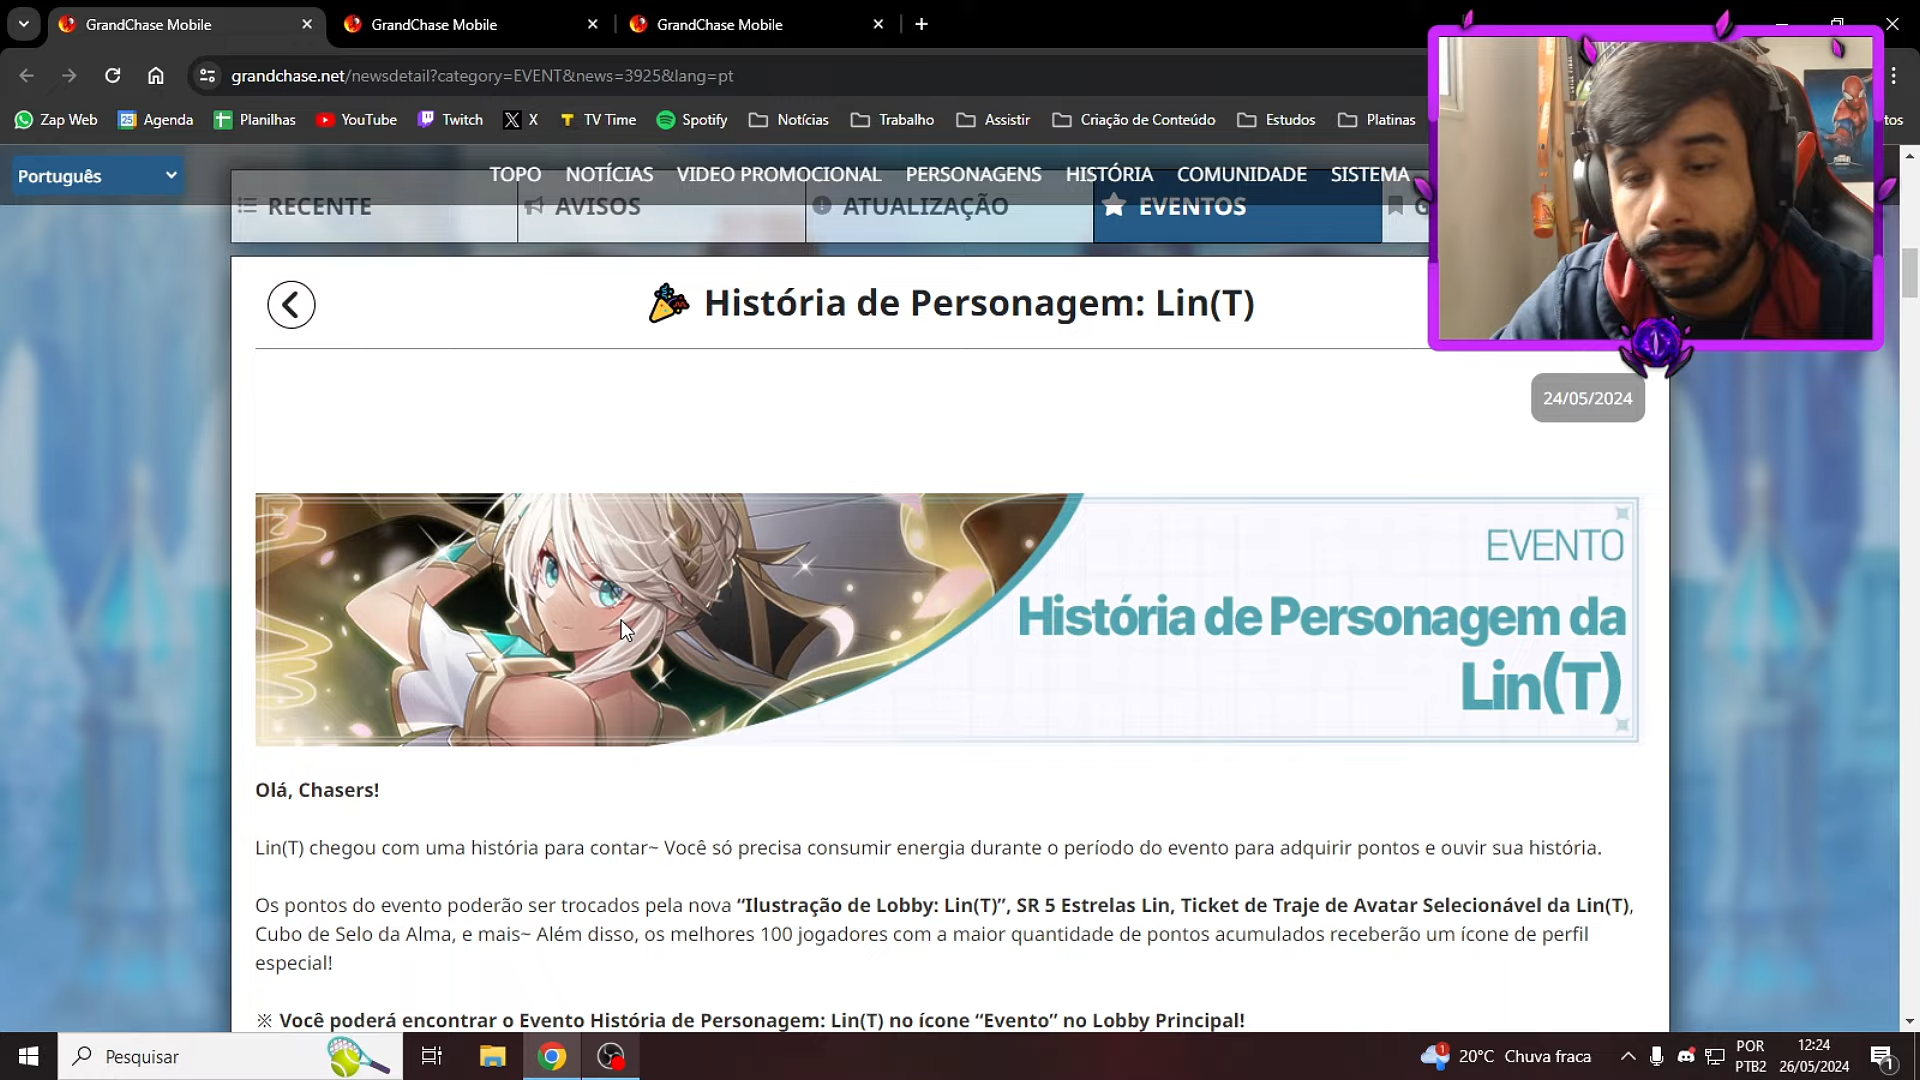 GrandChase Mobile
GrandChase Mobile
GrandChase Mobile
grandchase.net/newsdetail?category=EVENT&news=3925&lang=pt
Zap Web
Agenda
Planilhas
YouTube
Twitch
X
TV Time
Spotify
Notícias
Trabalho
Assistir
Criação de Conteúdo
Estudos
Platinas
tos
Português
TOPO
NOTÍCIAS
VIDEO PROMOCIONAL
PERSONAGENS
HISTÓRIA
COMUNIDADE
SISTEMA
RECENTE
AVISOS
ATUALIZAÇÃO
EVENTOS
História de Personagem: Lin(T)
24/05/2024
EVENTO
História de Personagem da
Lin(T)
Olá, Chasers!
Lin(T) chegou com uma história para contar~ Você só precisa consumir energia durante o período do evento para adquirir pontos e ouvir sua história.
Os pontos do evento poderão ser trocados pela nova “Ilustração de Lobby: Lin(T)”, SR 5 Estrelas Lin, Ticket de Traje de Avatar Selecionável da Lin(T),
Cubo de Selo da Alma, e mais~ Além disso, os melhores 100 jogadores com a maior quantidade de pontos acumulados receberão um ícone de perfil
especial!
※ Você poderá encontrar o Evento História de Personagem: Lin(T) no ícone “Evento” no Lobby Principal!
Pesquisar
20°C Chuva fraca
POR
PTB2
12:24
26/05/2024